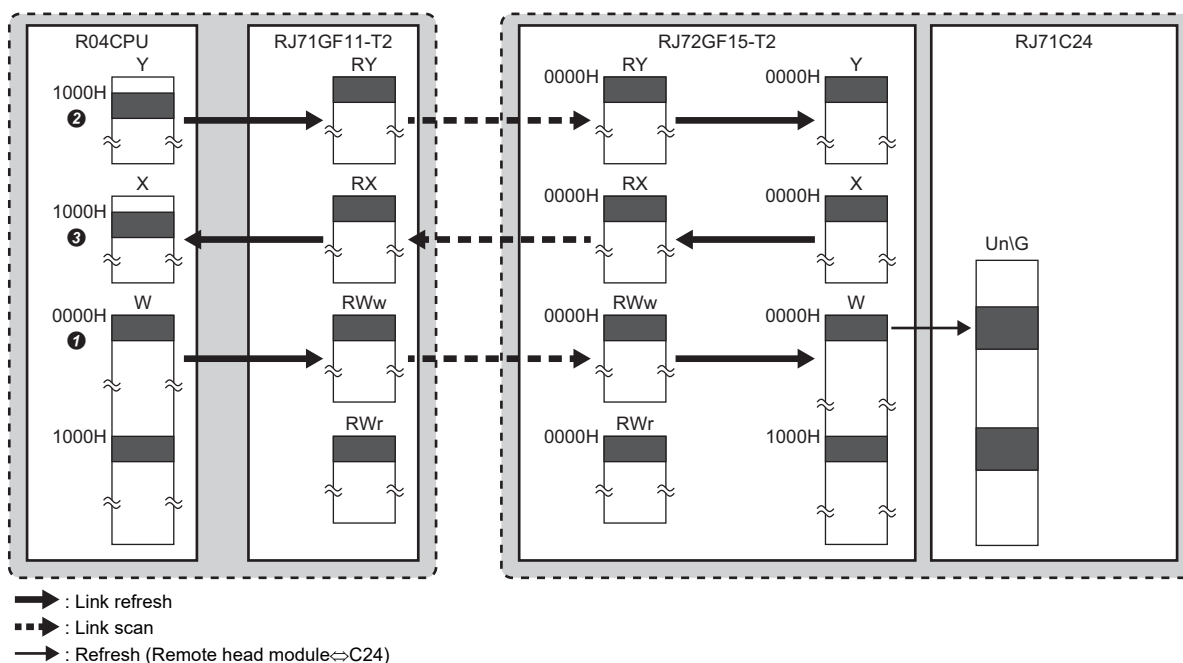 R04CPU
RJ71GF11-T2
RJ72GF15-T2
RJ71C24
Y
RY
RY
Y
1000H
0000H
0000H
❷
X
RX
RX
X
1000H
0000H
0000H
❸
Un\G
W
RWw
RWw
W
0000H
0000H
0000H
❶
RWr
RWr
1000H
0000H
1000H
: Link refresh
: Link scan
: Refresh (Remote head module⇔C24)